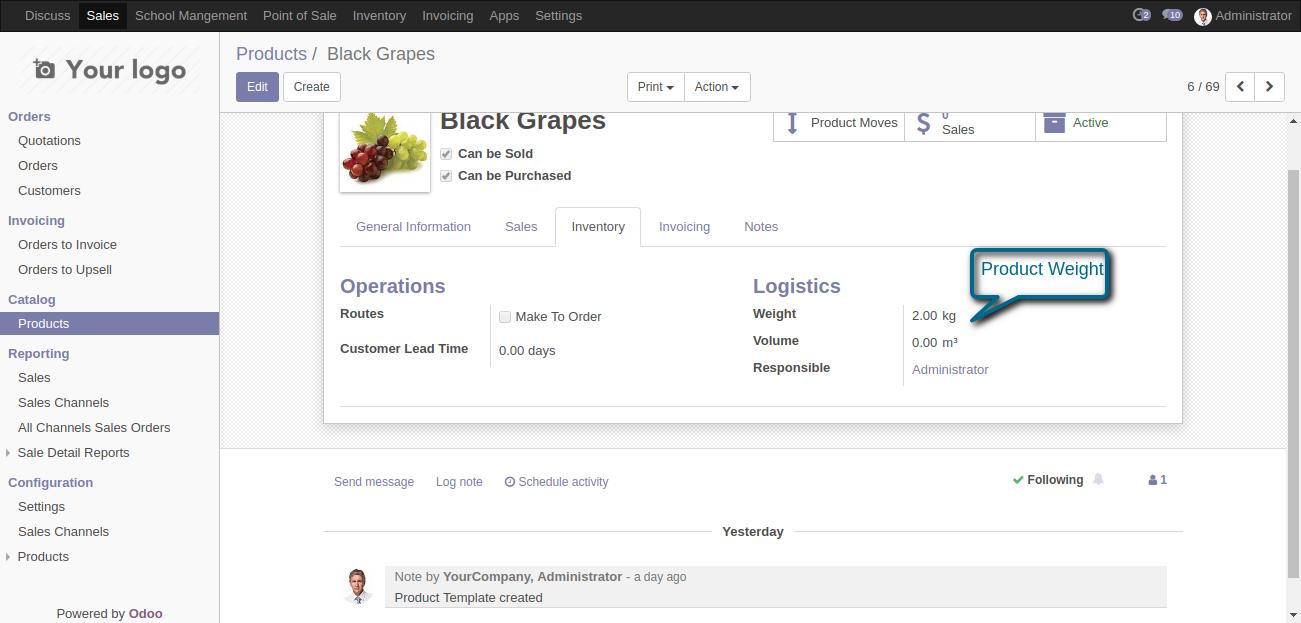 Discuss Sales School Mangement Point of Sale Inventory Invoicing Apps Settings 2 10 Administrator
Your logo
Products / Black Grapes
Edit Create Print Action 6 / 69
Orders
Quotations
Orders
Customers
Invoicing
Orders to Invoice
Orders to Upsell
Catalog
Products
Reporting
Sales
Sales Channels
All Channels Sales Orders
Sale Detail Reports
Configuration
Settings
Sales Channels
Products
Powered by Odoo
Black Grapes
Can be Sold
Can be Purchased
Product Moves
0
Sales
Active
General Information Sales Inventory Invoicing Notes
Product Weight
Operations
Routes Make To Order
Customer Lead Time 0.00 days
Logistics
Weight 2.00 kg
Volume 0.00 m³
Responsible Administrator
Send message Log note Schedule activity Following 1
Yesterday
Note by YourCompany, Administrator - a day ago
Product Template created